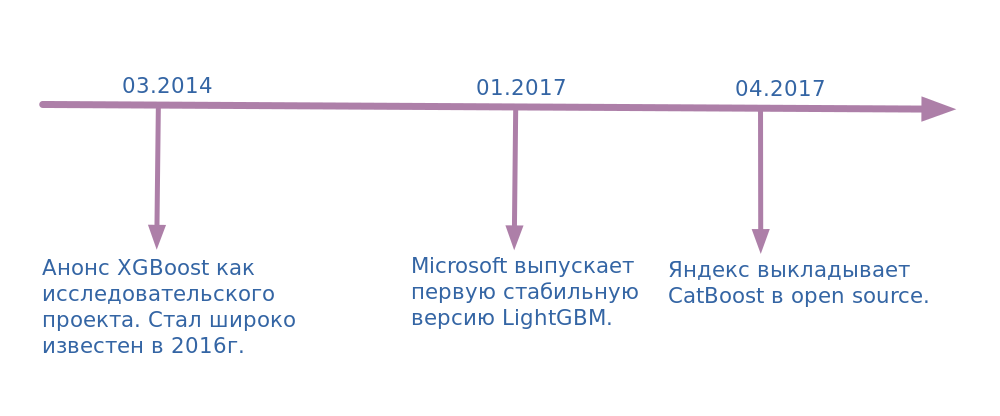 03.2014
01.2017
04.2017
Анонс XGBoost как
исследовательского
проекта. Стал широко
известен в 2016г.
Microsoft выпускает
первую стабильную
версию LightGBM.
Яндекс выкладывает
CatBoost в open source.